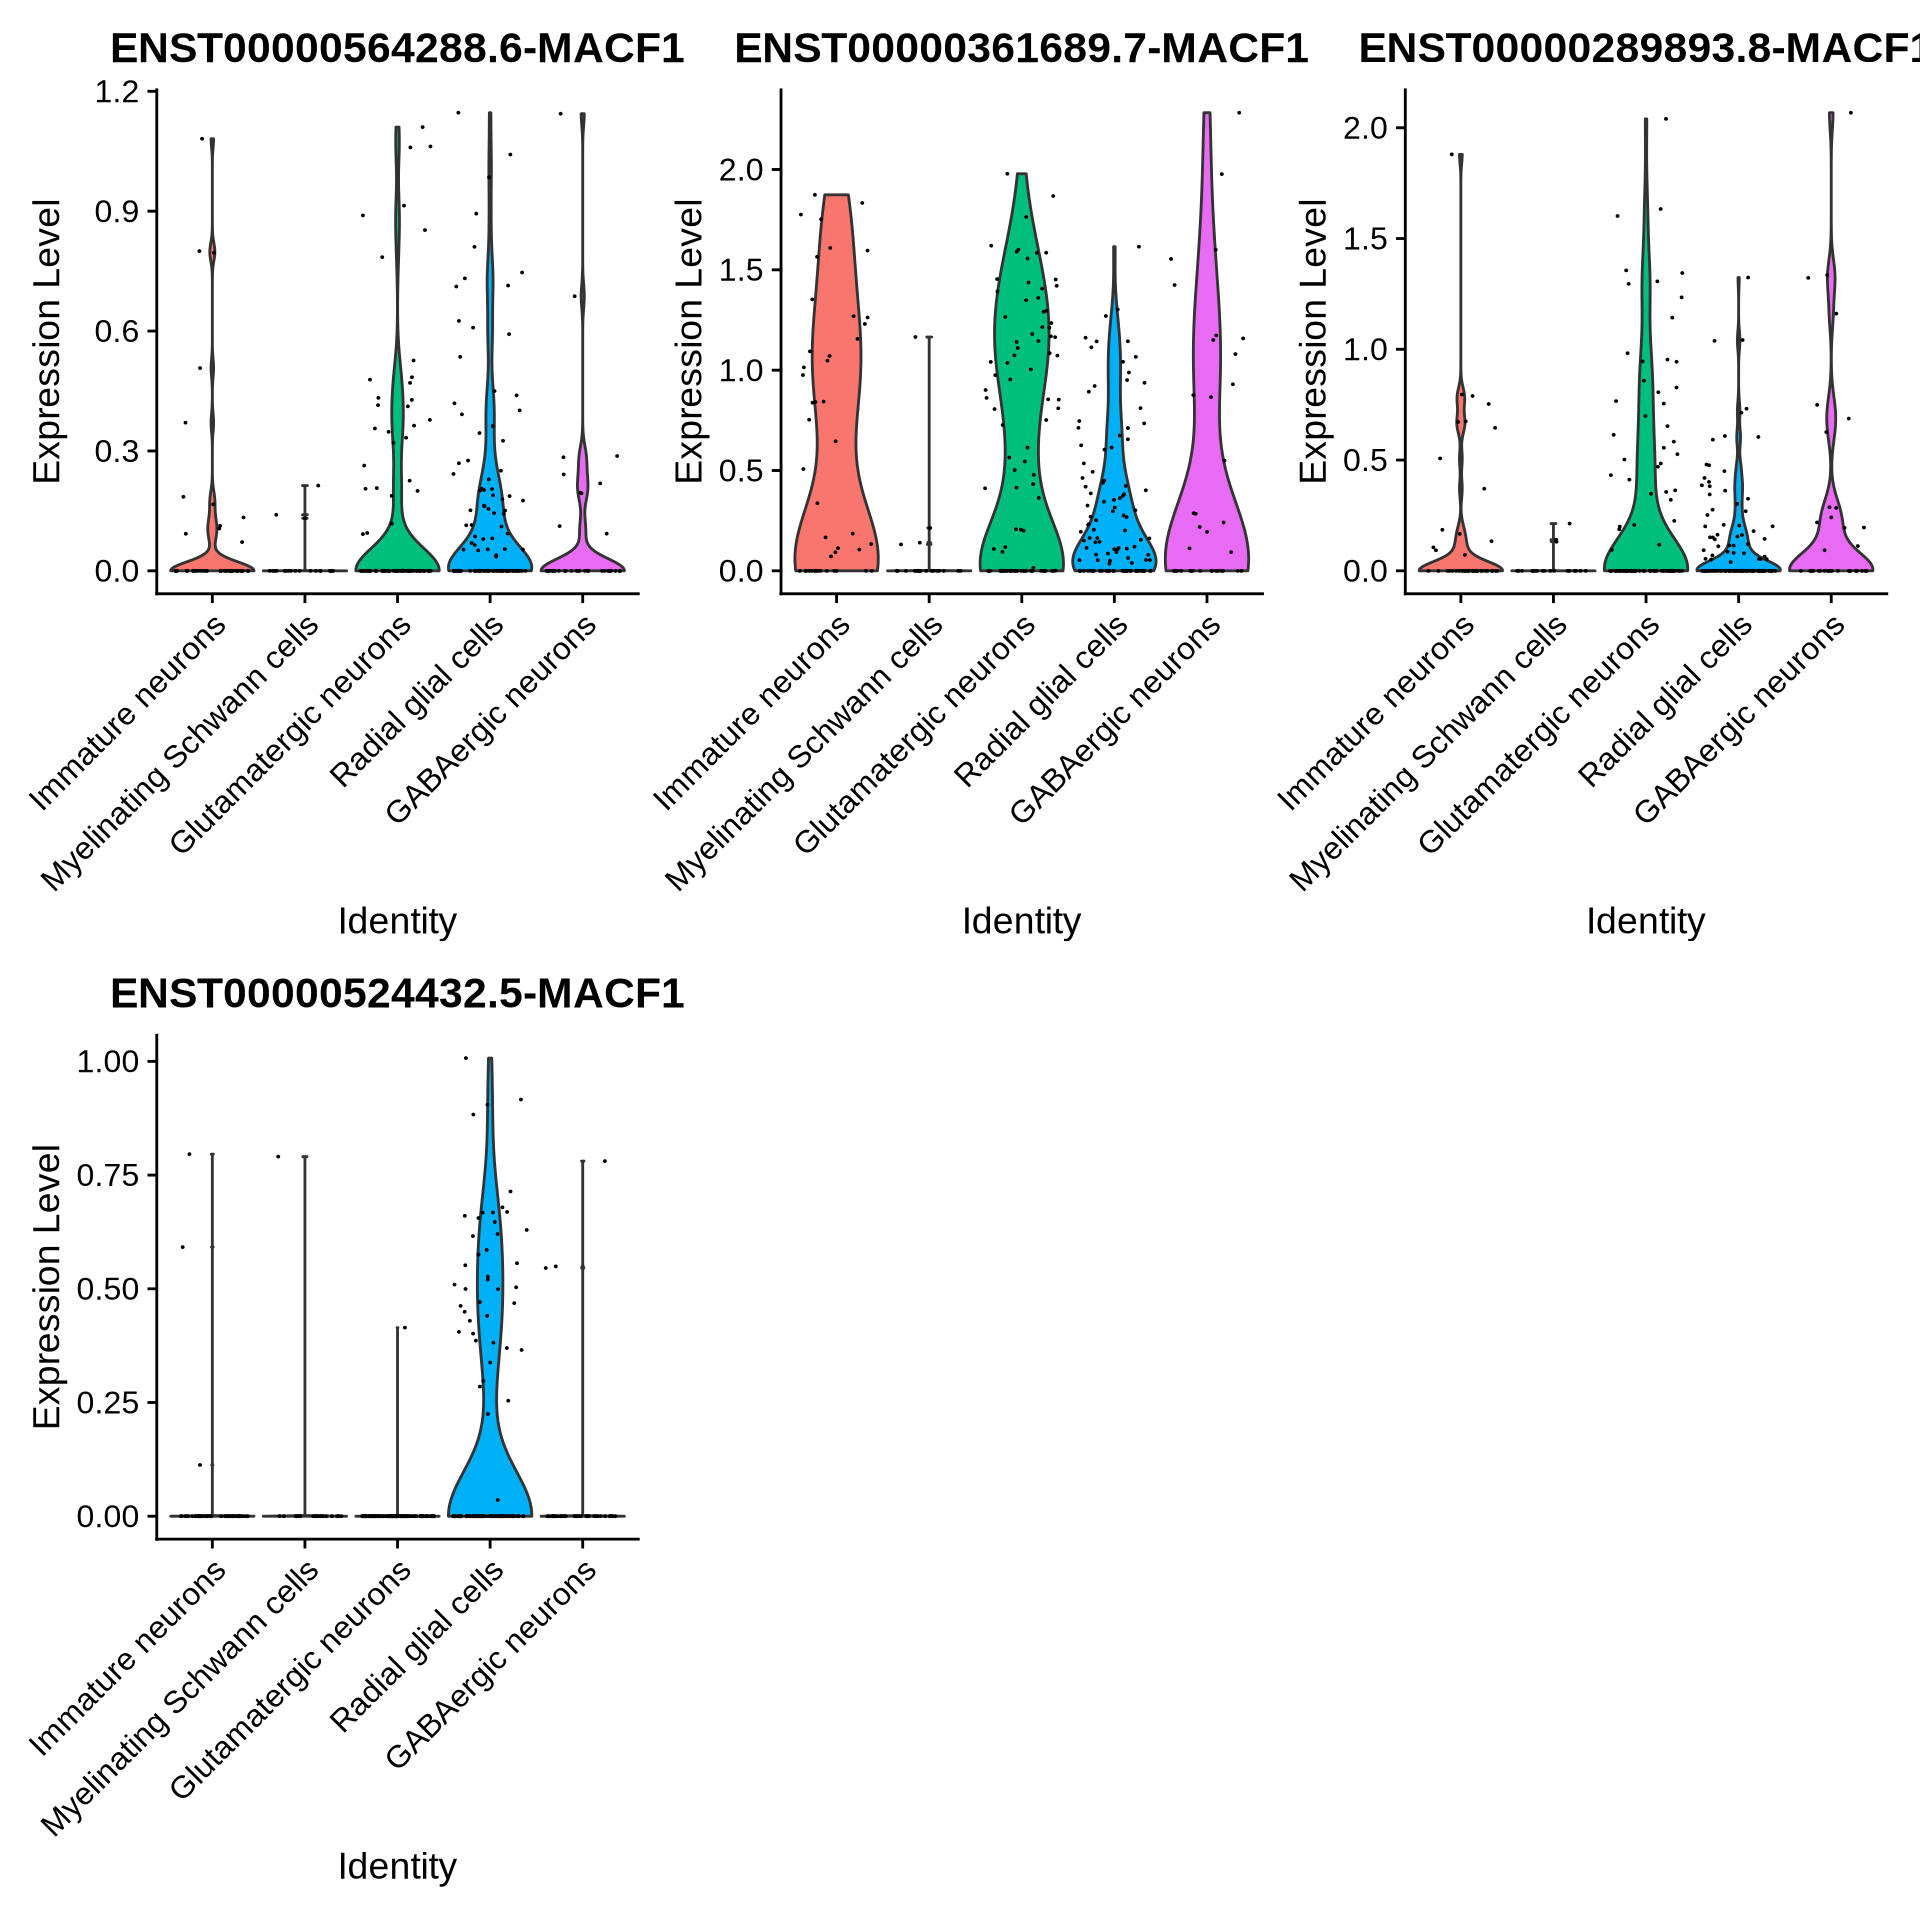 ENST00000564288.6-MACF1
Expression Level
1.2
0.9
0.6
0.3
0.0
Immature neurons
Myelinating Schwann cells
Glutamatergic neurons
Radial glial cells
GABAergic neurons
Identity
ENST00000361689.7-MACF1
Expression Level
2.0
1.5
1.0
0.5
0.0
Immature neurons
Myelinating Schwann cells
Glutamatergic neurons
Radial glial cells
GABAergic neurons
Identity
ENST00000289893.8-MACF1
Expression Level
2.0
1.5
1.0
0.5
0.0
Immature neurons
Myelinating Schwann cells
Glutamatergic neurons
Radial glial cells
GABAergic neurons
Identity
ENST00000524432.5-MACF1
Expression Level
1.00
0.75
0.50
0.25
0.00
Immature neurons
Myelinating Schwann cells
Glutamatergic neurons
Radial glial cells
GABAergic neurons
Identity